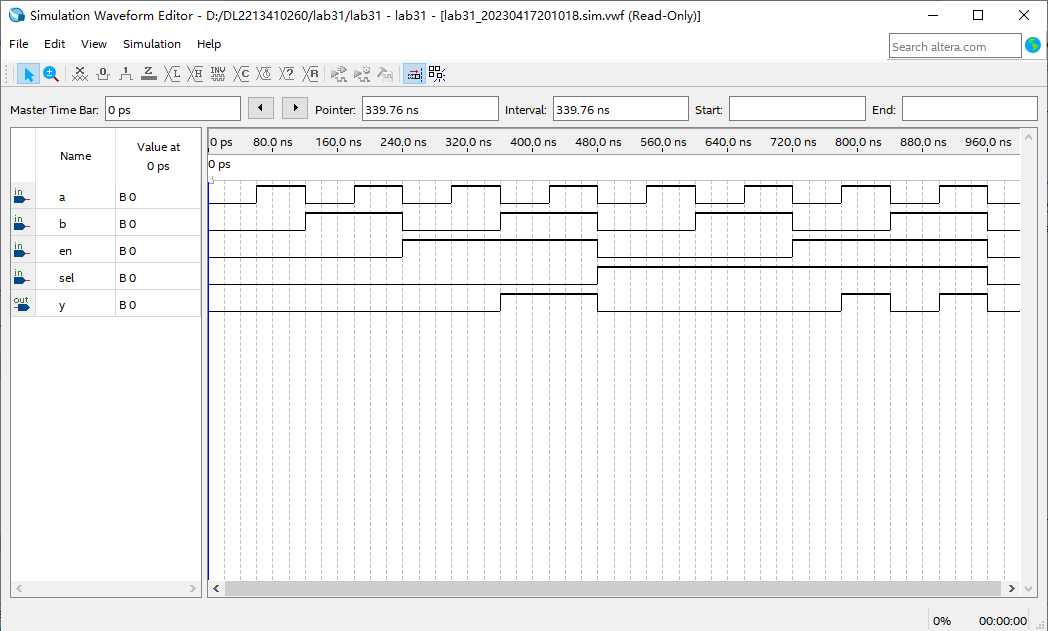 Simulation Waveform Editor - D:/DL2213410260/lab31/lab31 - lab31 - [lab31_20230417201018.sim.vwf (Read-Only)]
File Edit View Simulation Help
Search altera.com
Master Time Bar: 0 ps Pointer: 339.76 ns Interval: 339.76 ns Start: End:
Name Value at 0 ps
0 ps 80.0 ns 160.0 ns 240.0 ns 320.0 ns 400.0 ns 480.0 ns 560.0 ns 640.0 ns 720.0 ns 800.0 ns 880.0 ns 960.0 ns
0 ps
in a B 0
in b B 0
in en B 0
in sel B 0
out y B 0
0% 00:00:00